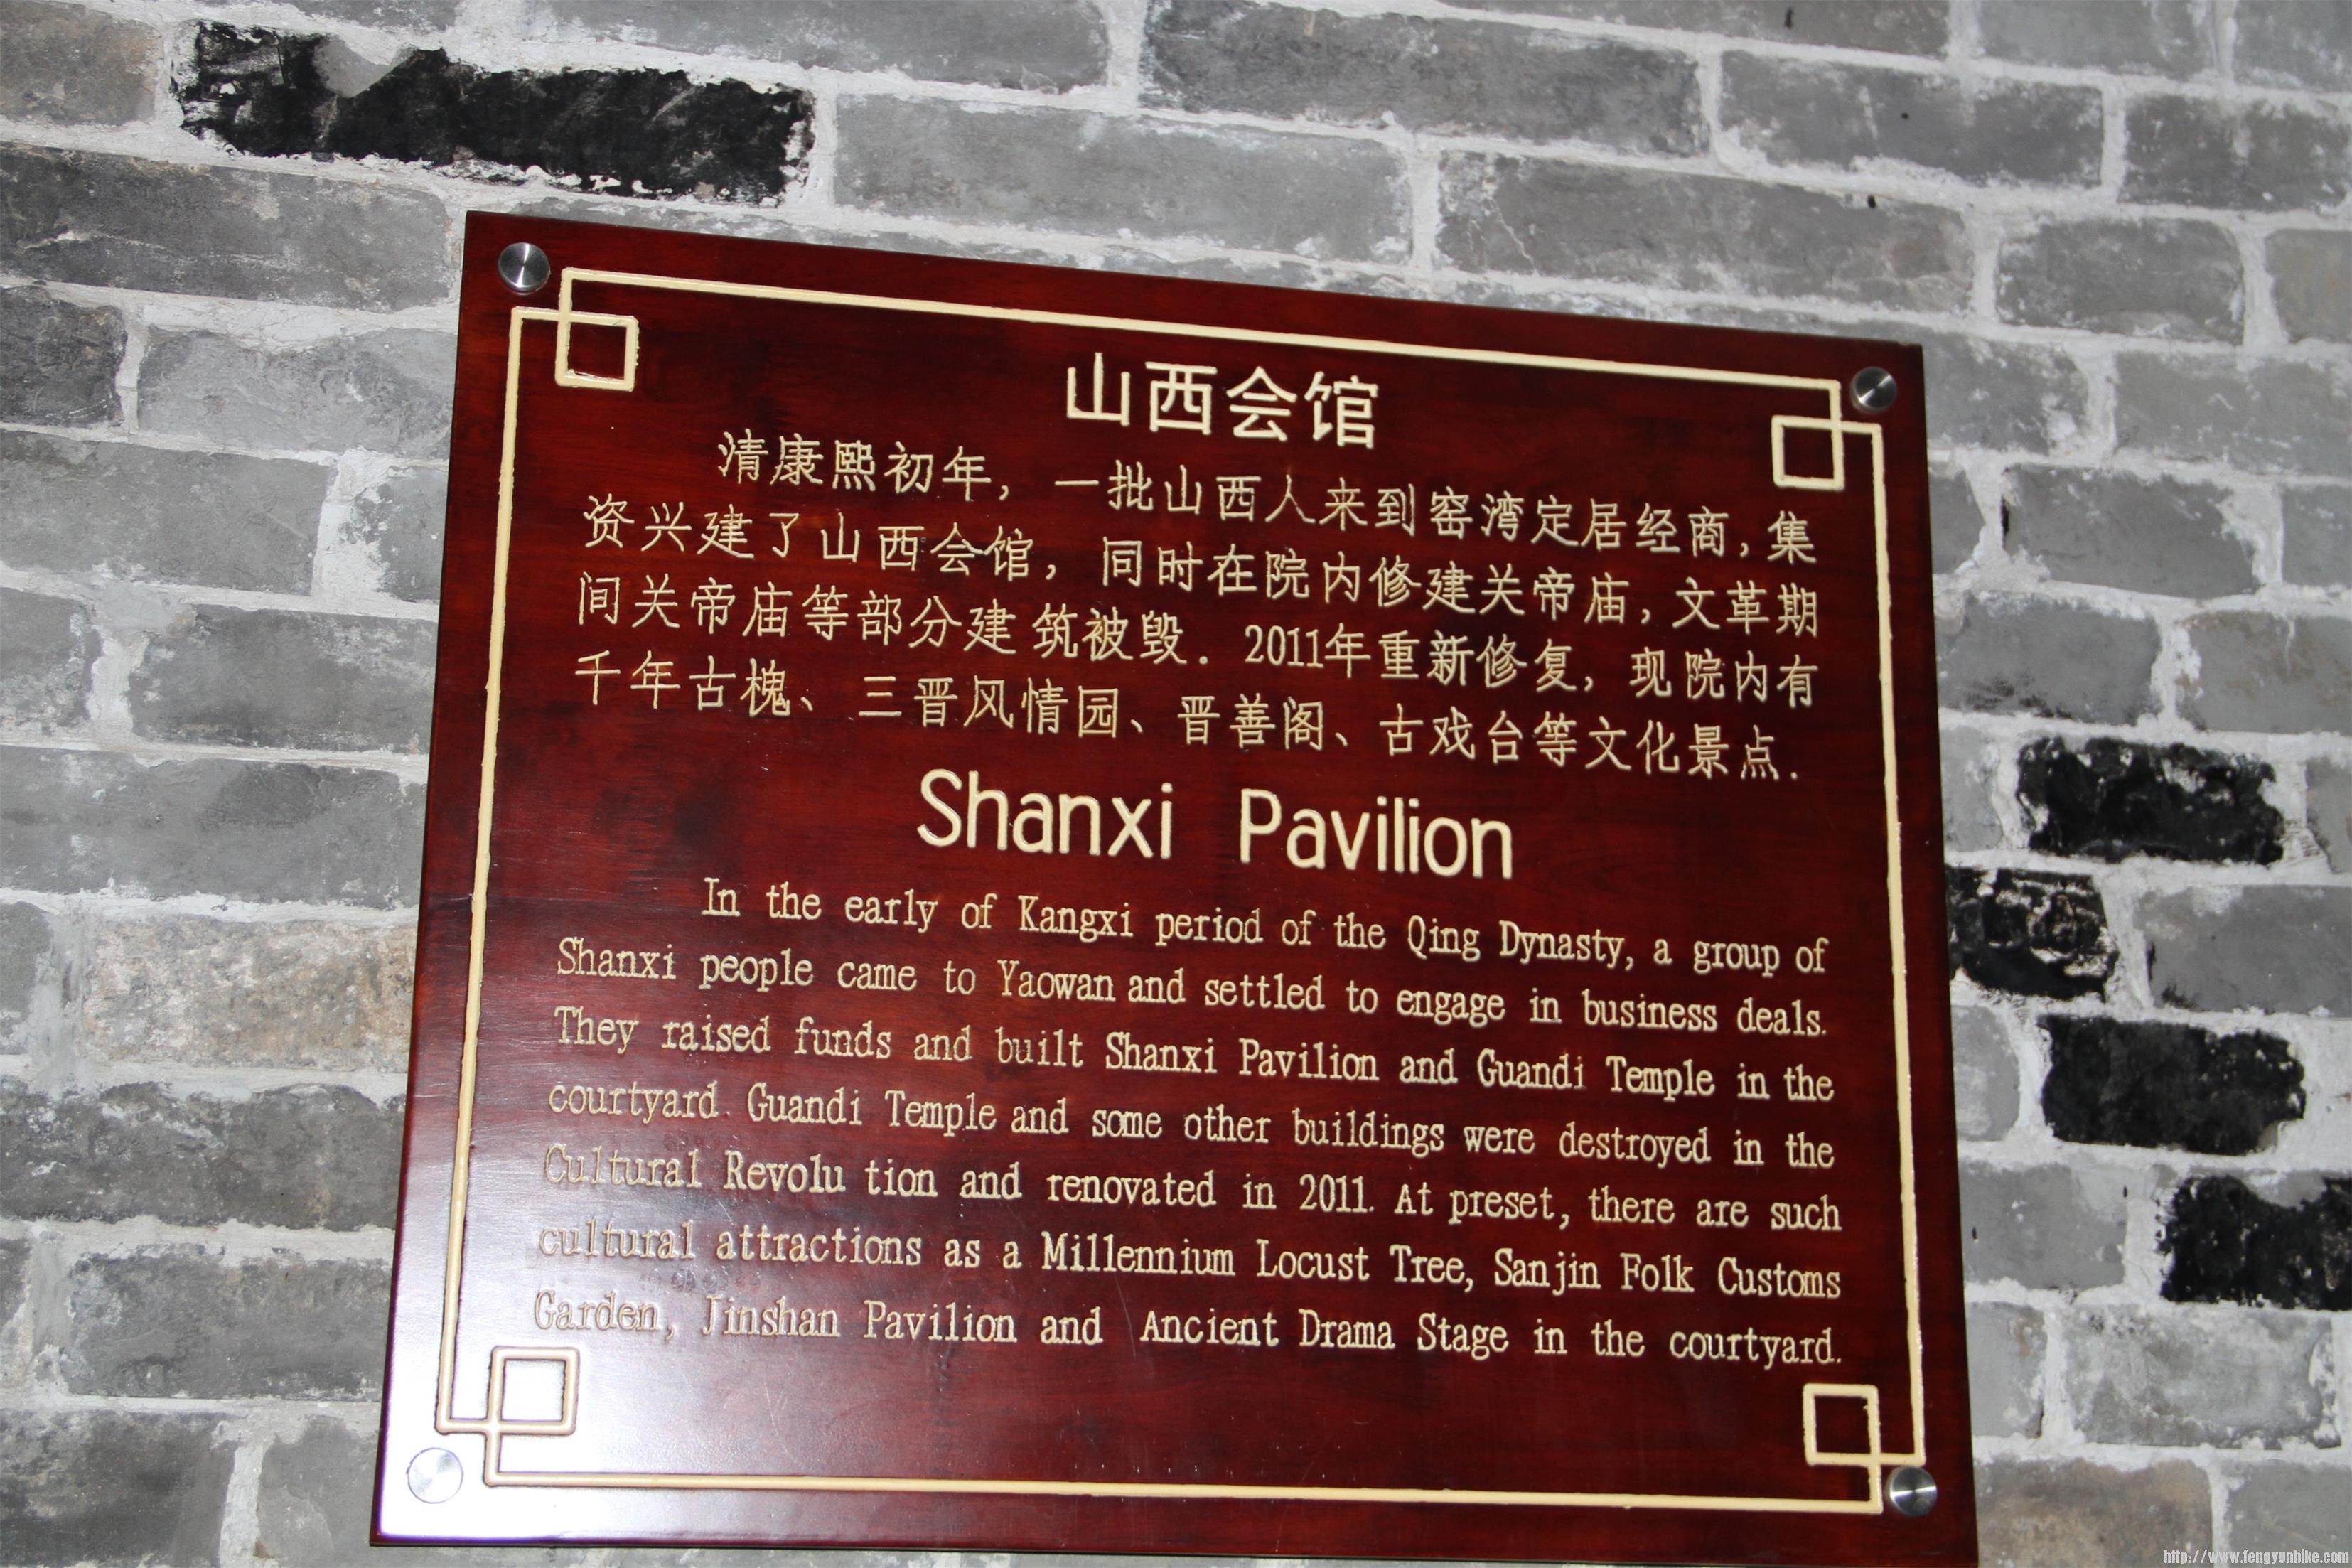 山西会馆
清康熙初年，一批山西人来到窑湾定居经商，集
资兴建了山西会馆，同时在院内修建关帝庙，文革期
间关帝庙等部分建筑被毁．2011年重新修复，现院内有
千年古槐、三晋风情园、晋善阁、古戏台等文化景点．
Shanxi Pavilion
In the early of Kangxi period of the Qing Dynasty, a group of
Shanxi people came to Yaowan and settled to engage in business deals.
They raised funds and built Shanxi Pavilion and Guandi Temple in the
courtyard. Guandi Temple and some other buildings were destroyed in the
Cultural Revolu tion and renovated in 2011. At preset, there are such
cultural attractions as a Millennium Locust Tree, Sanjin Folk Customs
Garden, Jinshan Pavilion and Ancient Drama Stage in the courtyard.
http://www.fengyunbike.com